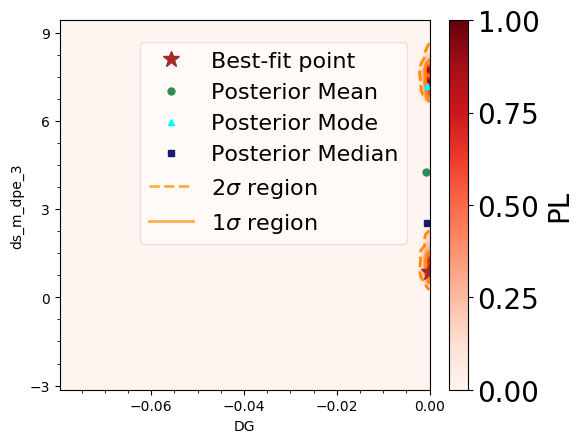 9
6
3
0
−3
ds_m_dpe_3
−0.06
−0.04
−0.02
0.00
DG
Best-fit point
Posterior Mean
Posterior Mode
Posterior Median
2σ region
1σ region
1.00
0.75
0.50
0.25
0.00
PL